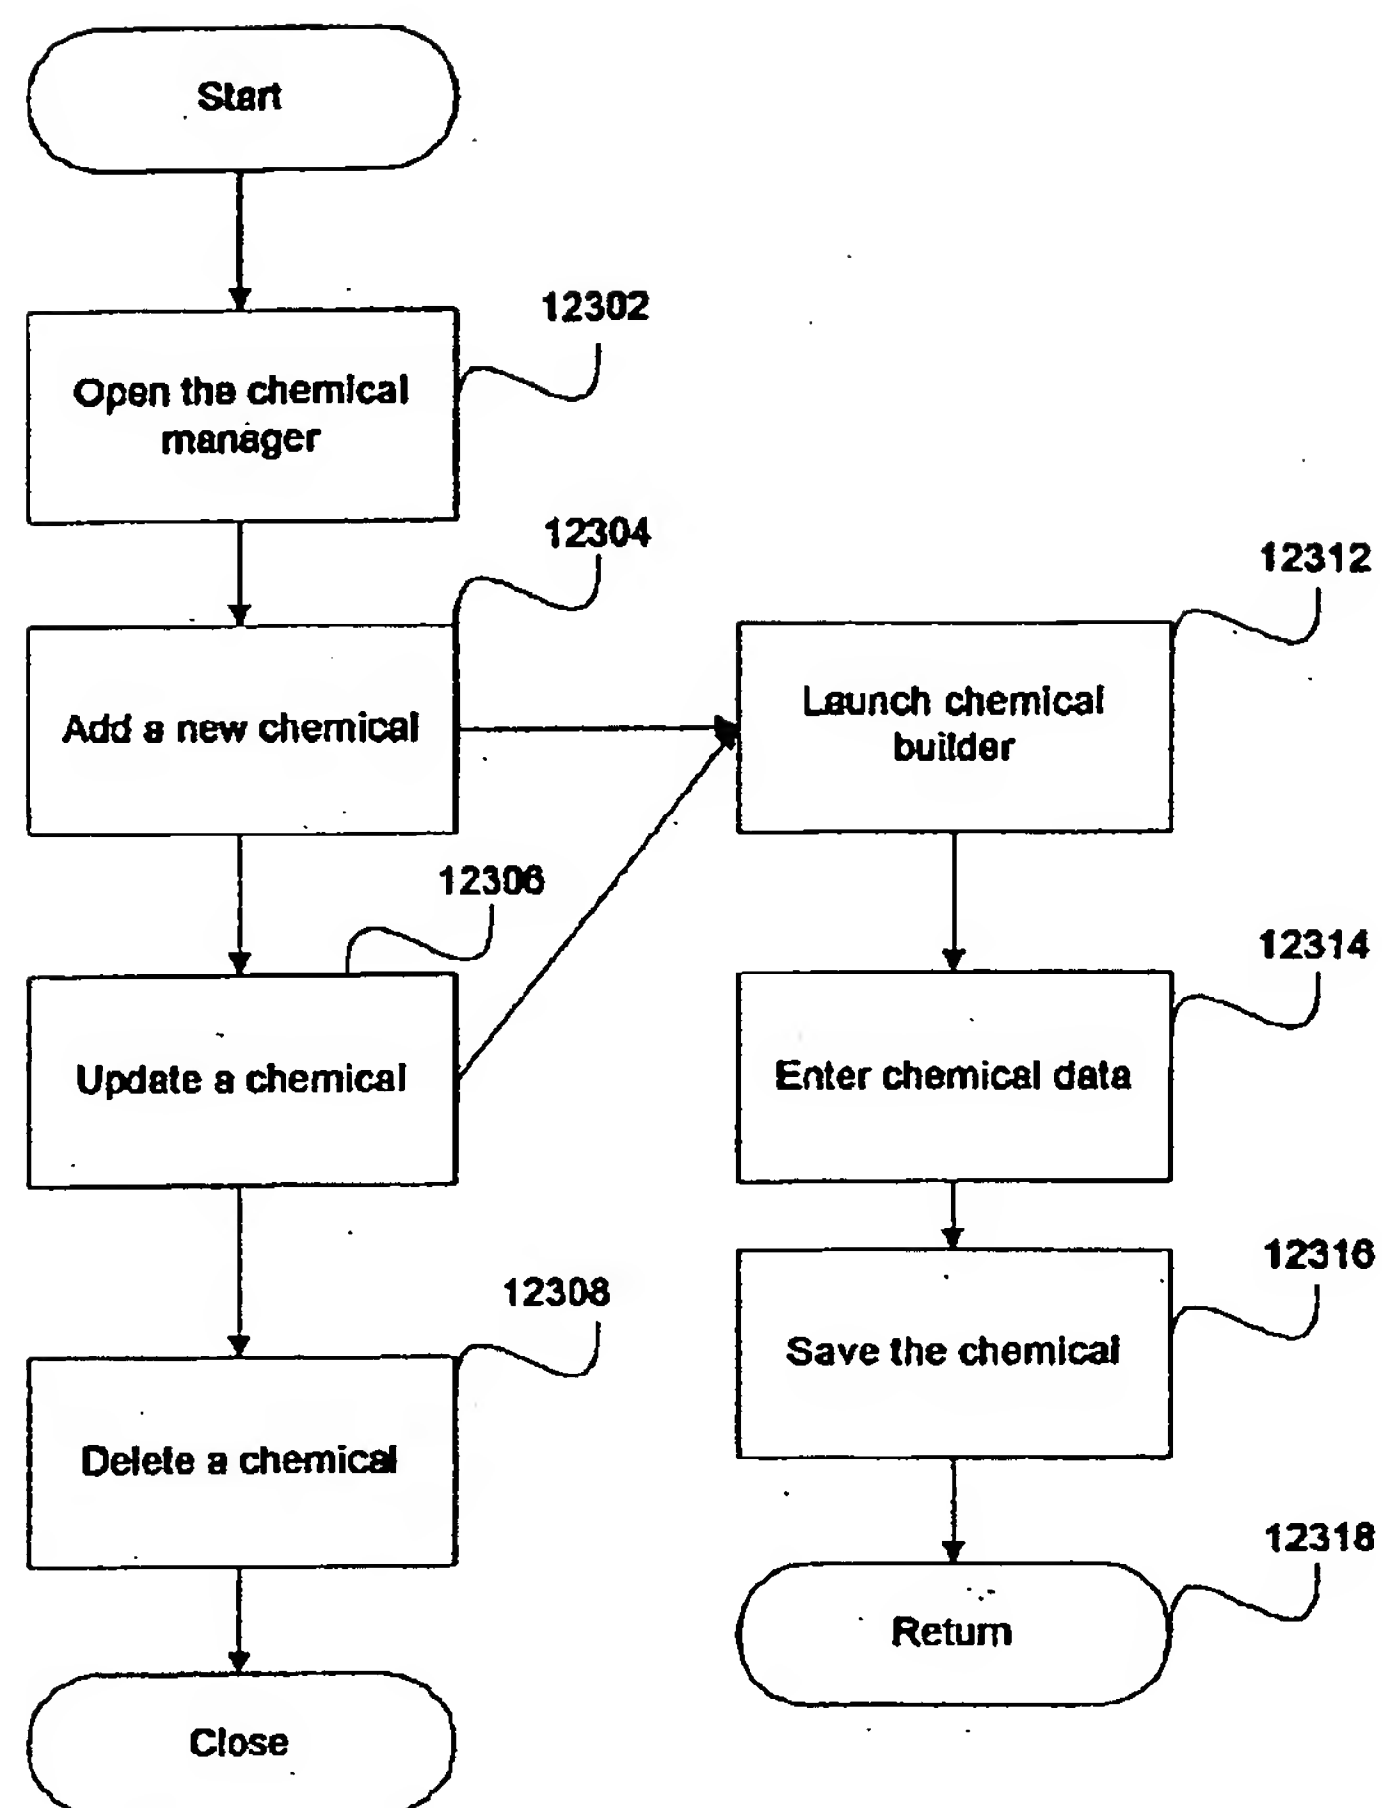 Start
12302
Open the chemical
manager
12304
Add a new chemical
12306
Update a chemical
12308
Delete a chemical
Close
12312
Launch chemical
builder
12314
Enter chemical data
12316
Save the chemical
12318
Return